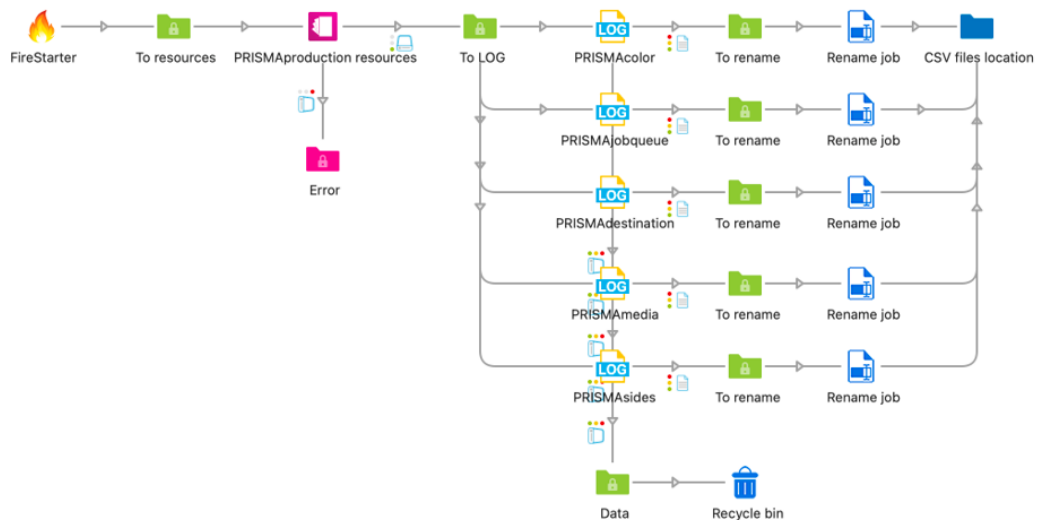 FireStarter
To resources
PRISMAproduction resources
To LOG
LOG
PRISMAcolor
To rename
Rename job
CSV files location
LOG
PRISMAjobqueue
To rename
Rename job
Error
LOG
PRISMAdestination
To rename
Rename job
LOG
PRISMAmedia
To rename
Rename job
LOG
PRISMAsides
To rename
Rename job
Data
Recycle bin